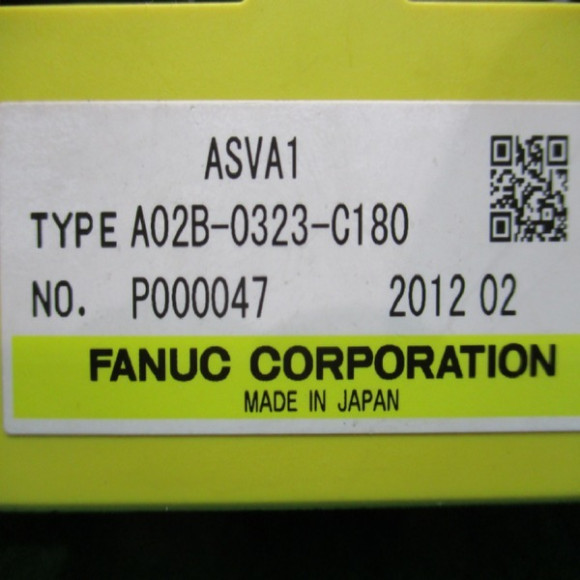 ASVA1
TYPE A02B-0323-C180
NO. P000047 2012 02
FANUC CORPORATION
MADE IN JAPAN